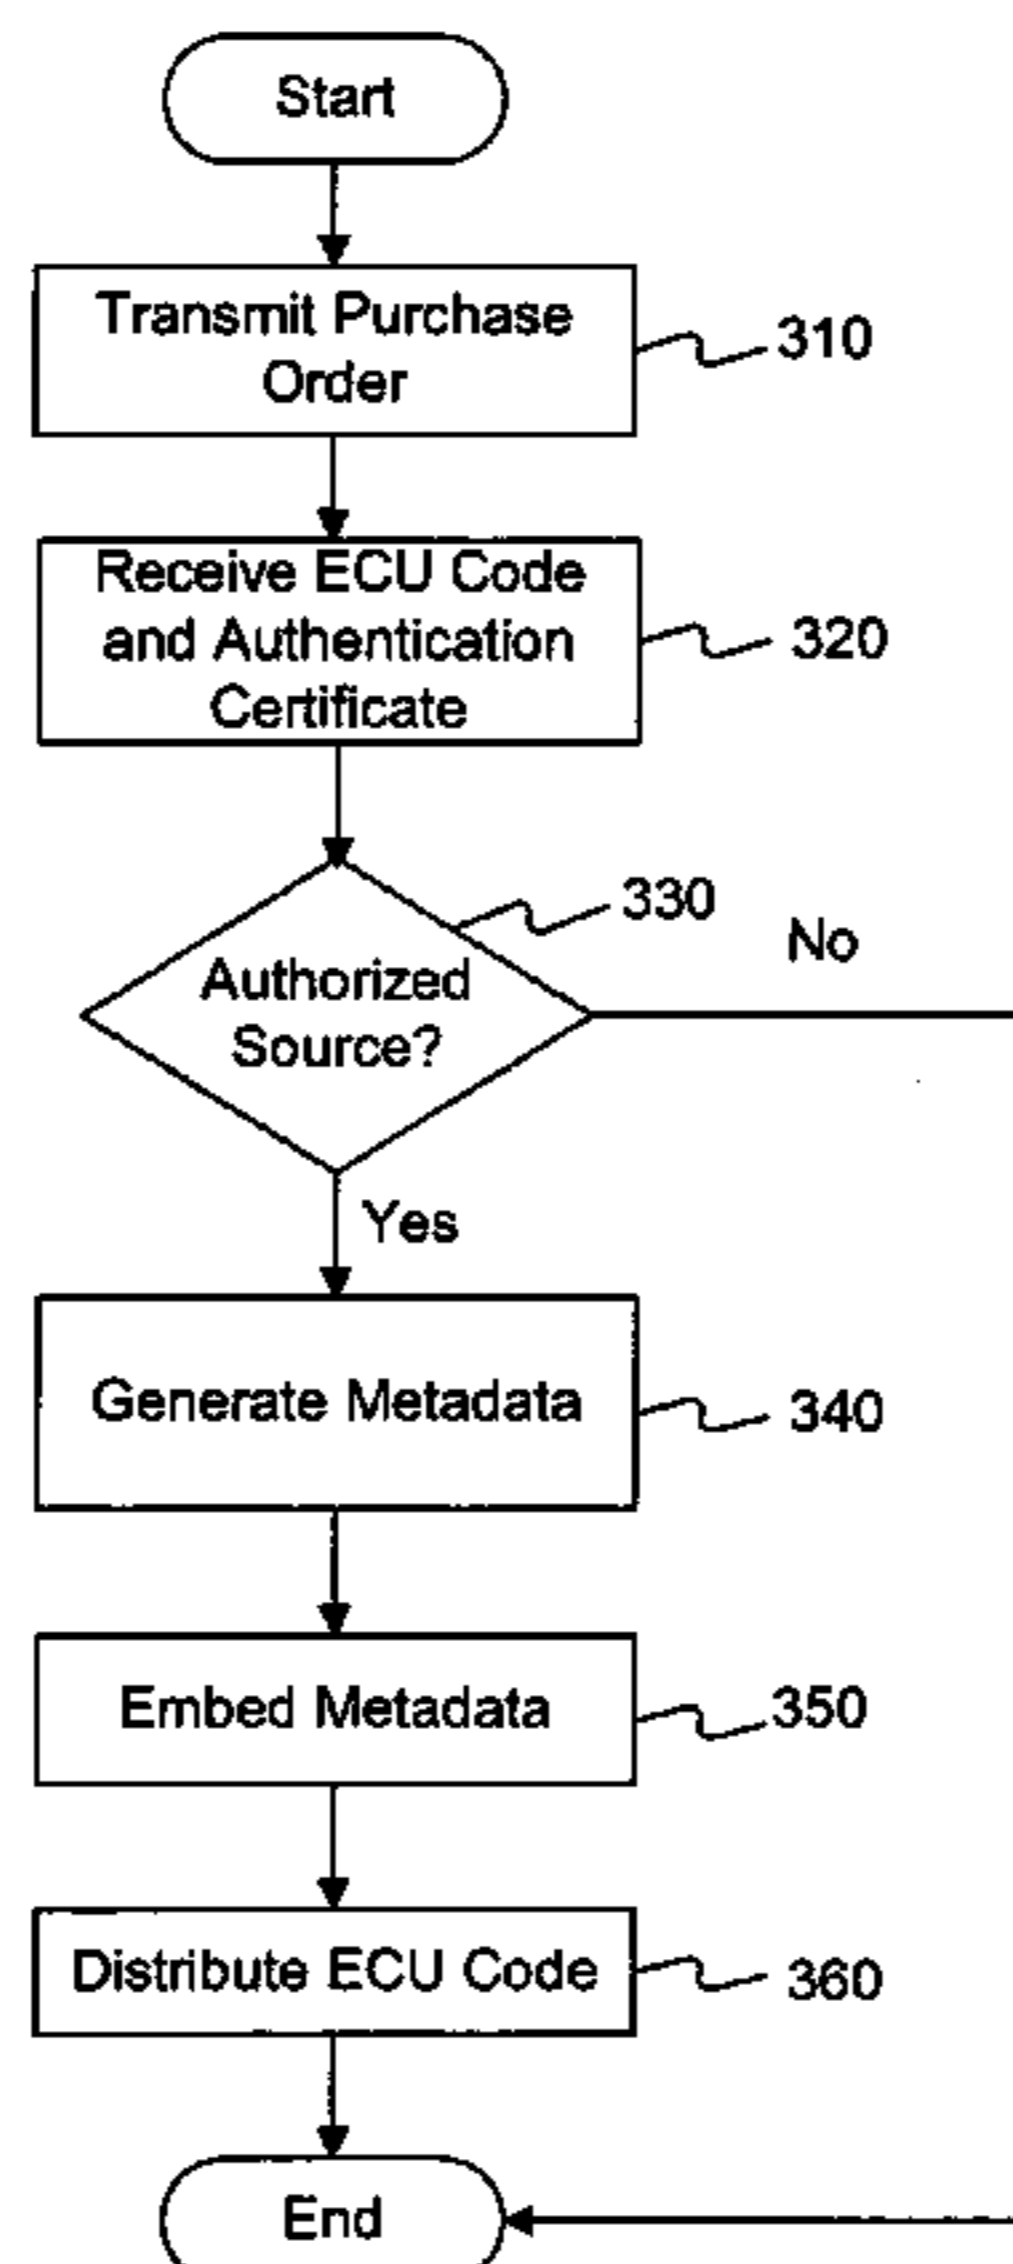 Start
Transmit Purchase
Order
310
Receive ECU Code
and Authentication
Certificate
320
330
No
Authorized
Source?
Yes
Generate Metadata
340
Embed Metadata
350
Distribute ECU Code
360
End